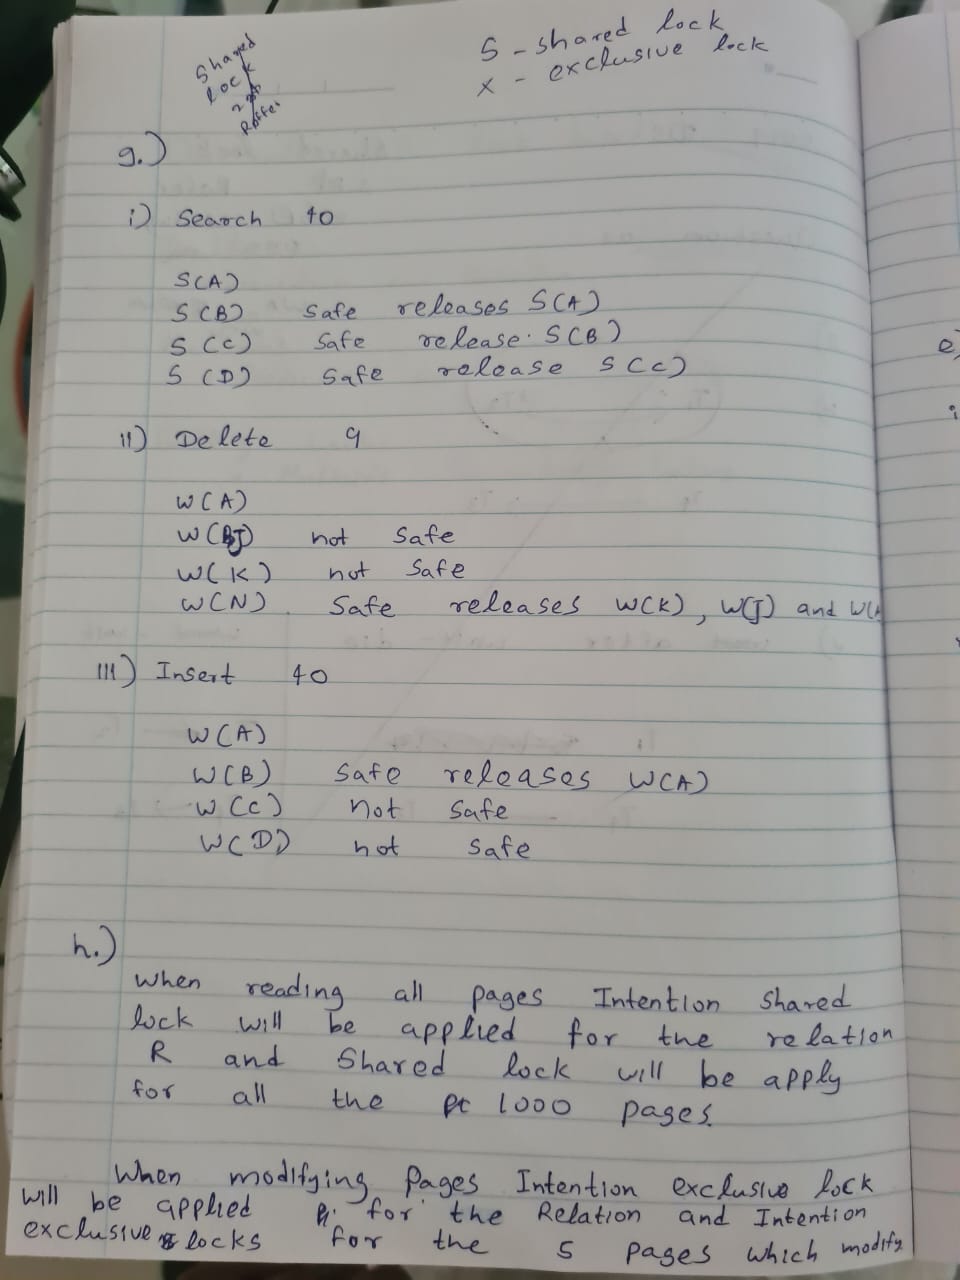 Shared
lock
S - shared lock
x - exclusive lock
g.)
i) Search 40
S(A)
S(B) safe releases S(A)
S(C) safe release S(B)
S(D) safe release S(C)
ii) Delete 9
W(A)
W(J) not safe
W(K) not safe
W(N) safe releases W(K), W(J) and
iii) Insert 40
W(A)
W(B) safe releases W(A)
W(C) not safe
W(D) not safe
h.)
when reading all pages Intention shared
lock will be applied for the relation
R and shared lock will be apply
for all the 1000 pages.
When modifying pages Intention exclusive lock
will be applied for the Relation and Intention
exclusive locks for the 5 pages which modify
e)